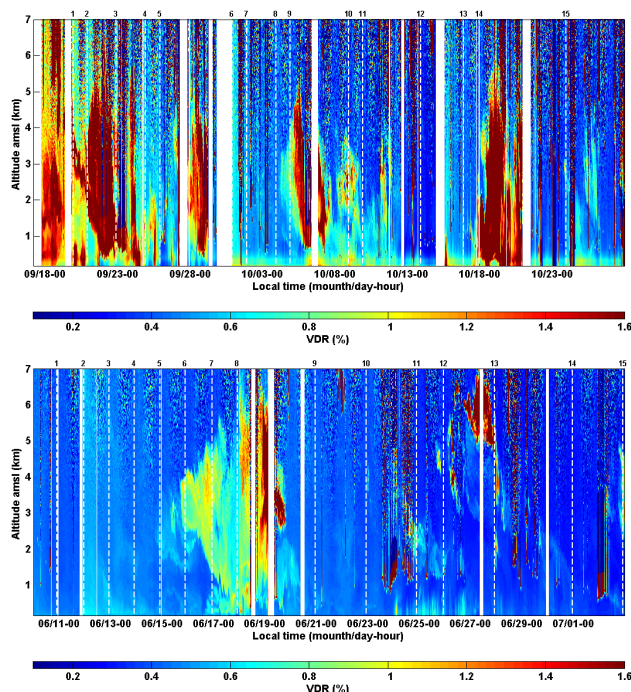 1 2 3 4 5 6 7 8 9 10 11 12 13 14 15
7
6
5
4
3
2
1
Altitude amsl (km)
09/18-00 09/23-00 09/28-00 10/03-00 10/08-00 10/13-00 10/18-00 10/23-00
Local time (mounth/day-hour)
0.2 0.4 0.6 0.8 1 1.2 1.4 1.6
VDR (%)
1 2 3 4 5 6 7 8 9 10 11 12 13 14 15
7
6
5
4
3
2
1
Altitude amsl (km)
06/11-00 06/13-00 06/15-00 06/17-00 06/19-00 06/21-00 06/23-00 06/25-00 06/27-00 06/29-00 07/01-00
Local time (mounth/day-hour)
0.2 0.4 0.6 0.8 1 1.2 1.4 1.6
VDR (%)